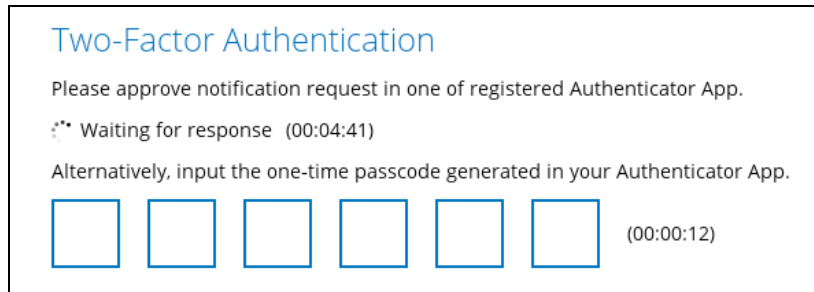 Two-Factor Authentication
Please approve notification request in one of registered Authenticator App.
Waiting for response (00:04:41)
Alternatively, input the one-time passcode generated in your Authenticator App.
(00:00:12)